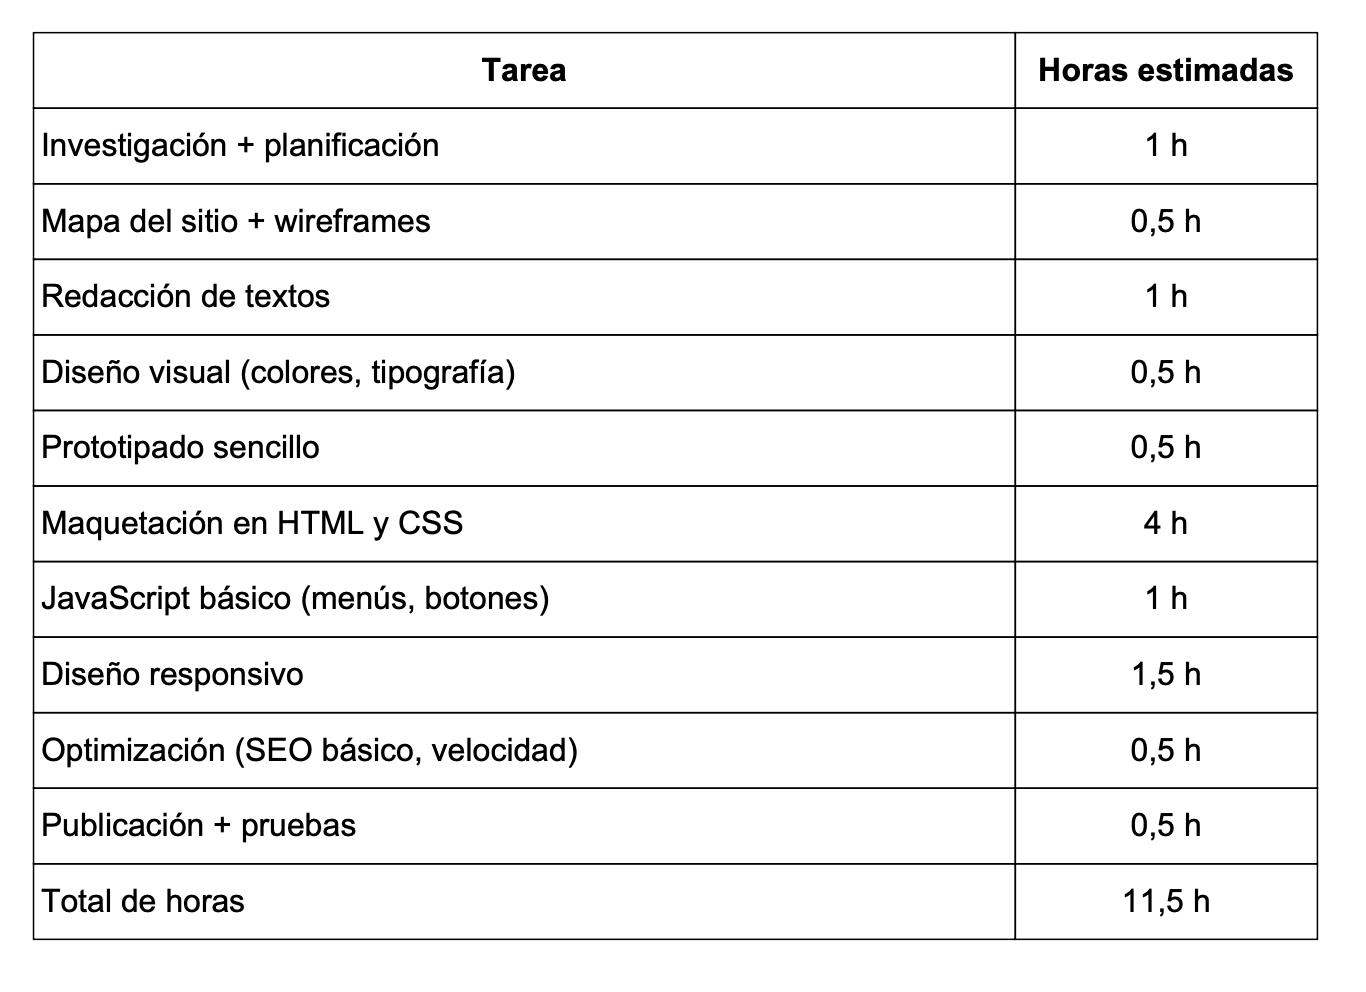 Tarea Horas estimadas
Investigación + planificación 1 h
Mapa del sitio + wireframes 0,5 h
Redacción de textos 1 h
Diseño visual (colores, tipografía) 0,5 h
Prototipado sencillo 0,5 h
Maquetación en HTML y CSS 4 h
JavaScript básico (menús, botones) 1 h
Diseño responsivo 1,5 h
Optimización (SEO básico, velocidad) 0,5 h
Publicación + pruebas 0,5 h
Total de horas 11,5 h